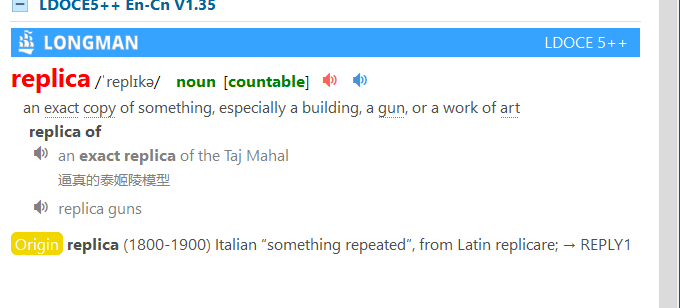 LDOCE5++ En-Cn V1.35
LONGMAN LDOCE 5++
replica /ˈreplɪkə/ noun [countable]
an exact copy of something, especially a building, a gun, or a work of art
replica of
an exact replica of the Taj Mahal
逼真的泰姬陵模型
replica guns
Origin replica (1800-1900) Italian “something repeated”, from Latin replicare; → REPLY1